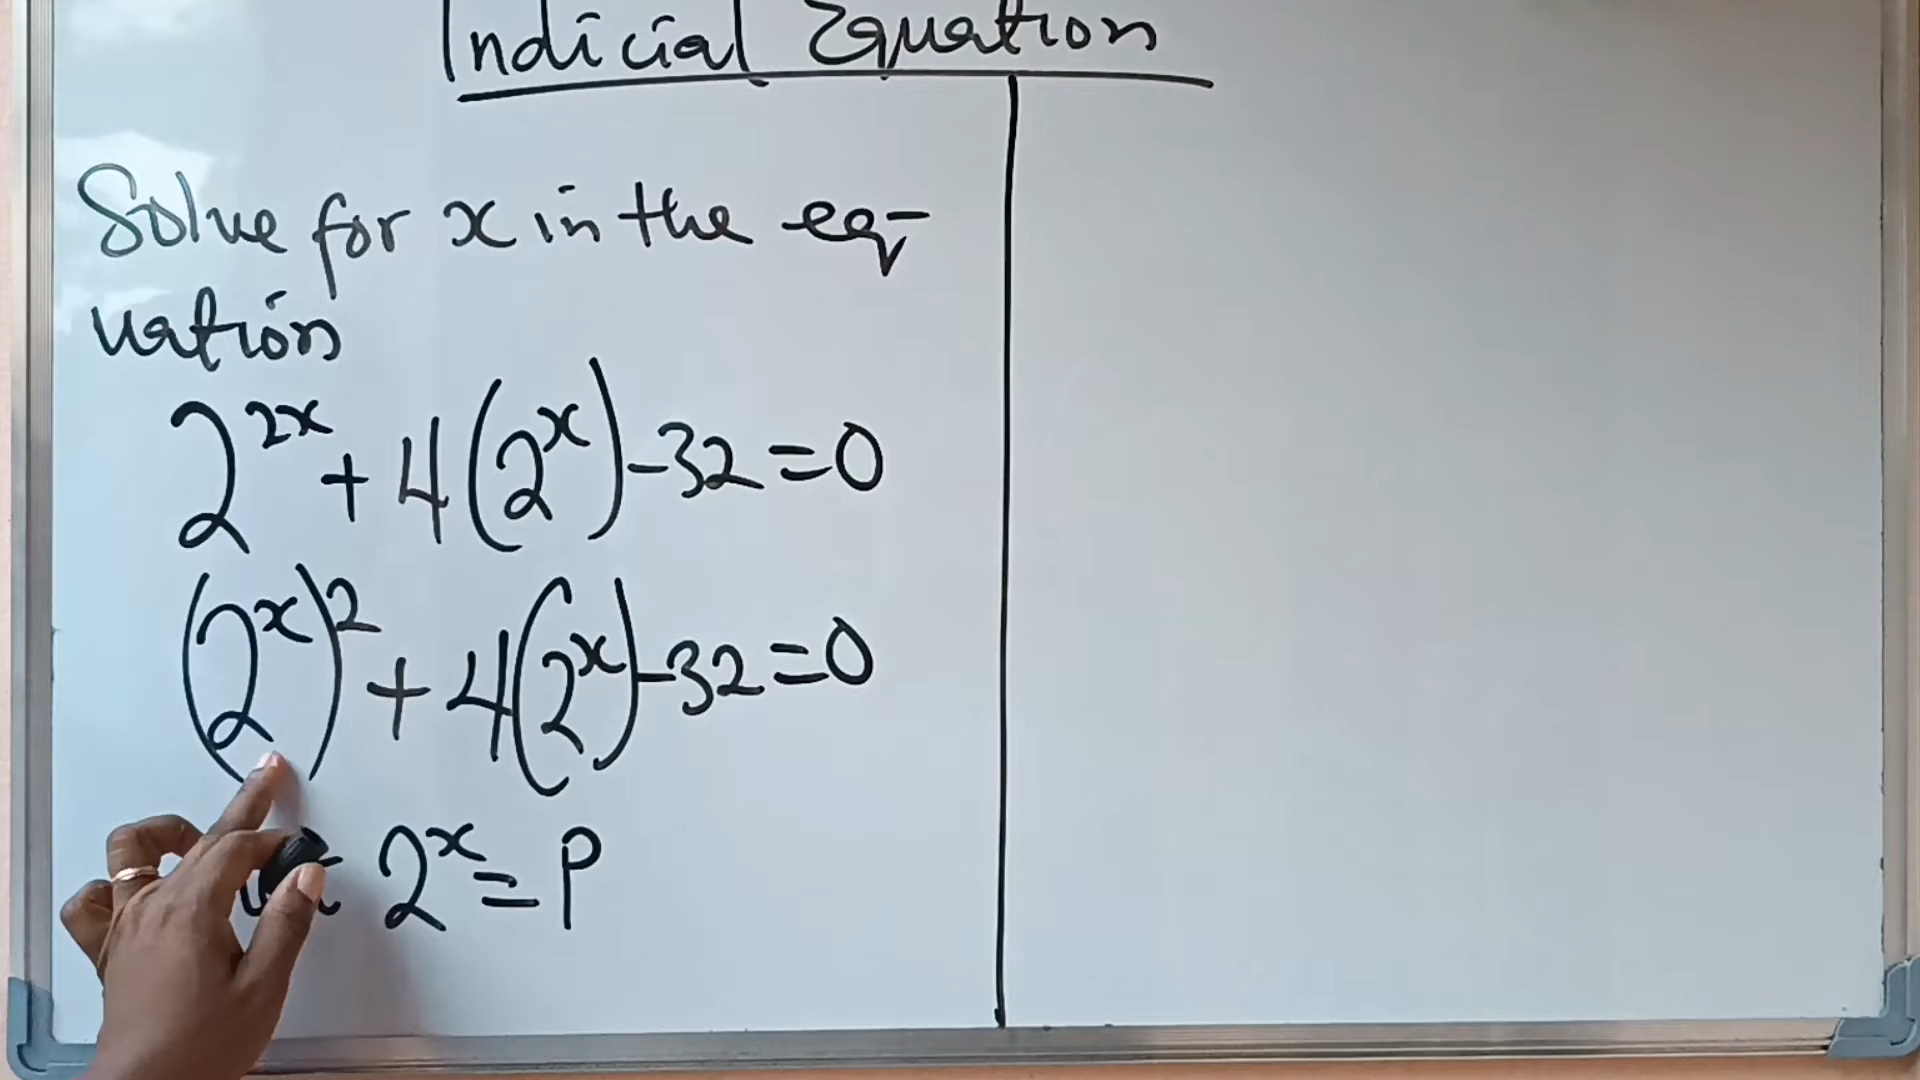 Indicial Equation
Solve for x in the eq-
uation
2^{2x} + 4(2^x) - 32 = 0
(2^x)^2 + 4(2^x) - 32 = 0
2^x = P